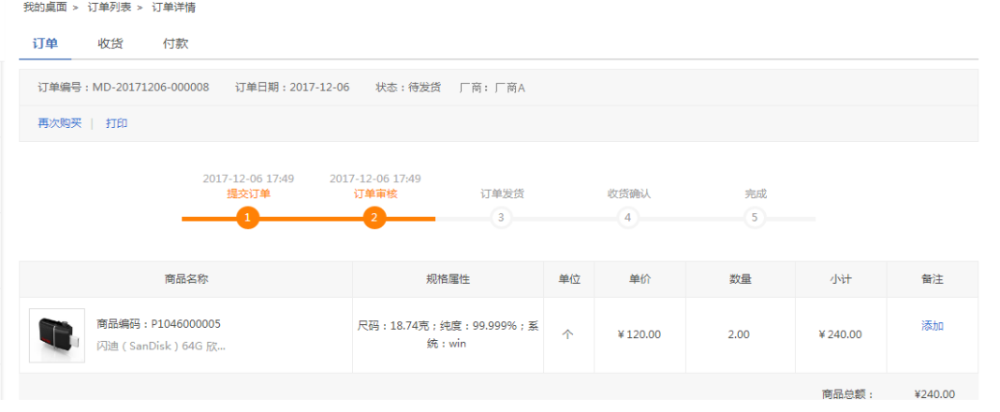 我的桌面 > 订单列表 > 订单详情
订单 收货 付款
订单编号：MD-20171206-000008 订单日期：2017-12-06 状态：待发货 厂商：厂商A
再次购买 | 打印
2017-12-06 17:49 2017-12-06 17:49
提交订单 订单审核 订单发货 收货确认 完成
1 2 3 4 5
商品名称 规格属性 单位 单价 数量 小计 备注
商品编码：P1046000005
闪迪（SanDisk）64G 欣...
尺码：18.74克；纯度：99.999%；系
统：win
个 ¥120.00 2.00 ¥240.00 添加
商品总额： ¥240.00